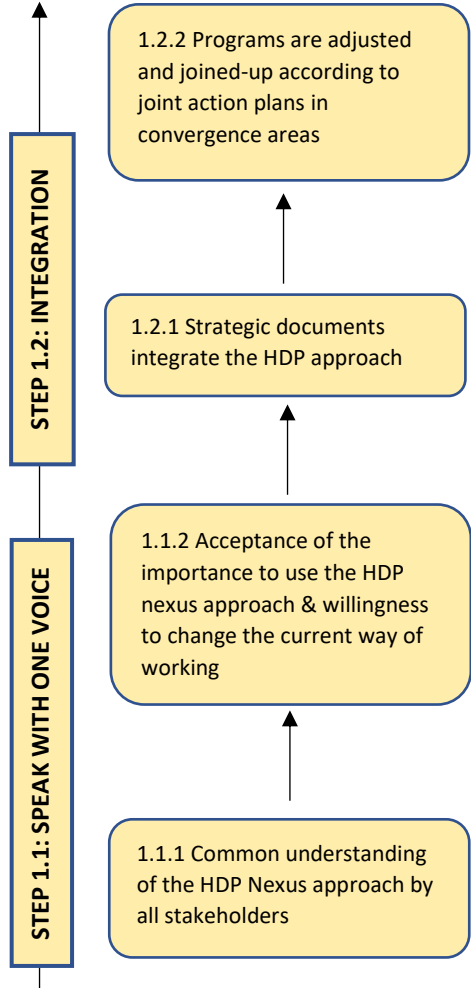 1.2.2 Programs are adjusted
and joined-up according to
joint action plans in
convergence areas
STEP 1.2: INTEGRATION
1.2.1 Strategic documents
integrate the HDP approach
1.1.2 Acceptance of the
importance to use the HDP
nexus approach & willingness
to change the current way of
working
STEP 1.1: SPEAK WITH ONE VOICE
1.1.1 Common understanding
of the HDP Nexus approach by
all stakeholders